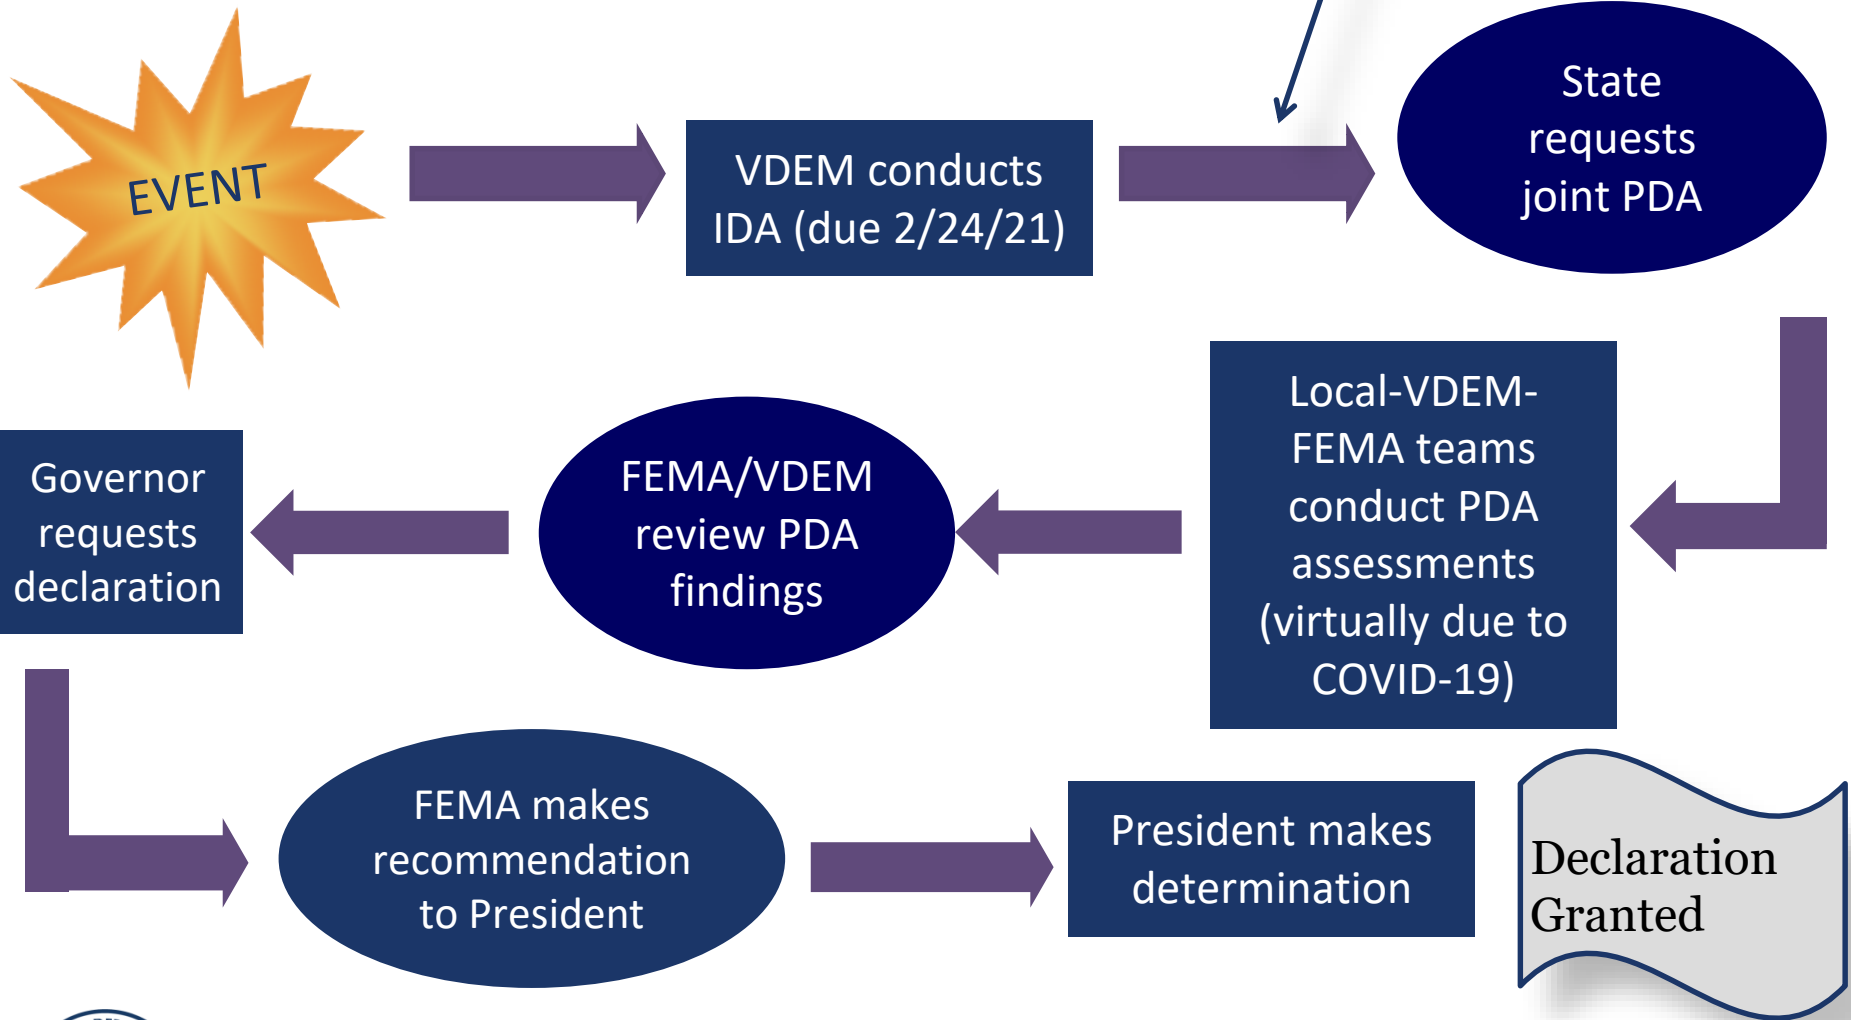 EVENT
VDEM conducts
IDA (due 2/24/21)
State
requests
joint PDA
Local-VDEM-
FEMA teams
conduct PDA
assessments
(virtually due to
COVID-19)
FEMA/VDEM
review PDA
findings
Governor
requests
declaration
FEMA makes
recommendation
to President
President makes
determination
Declaration
Granted